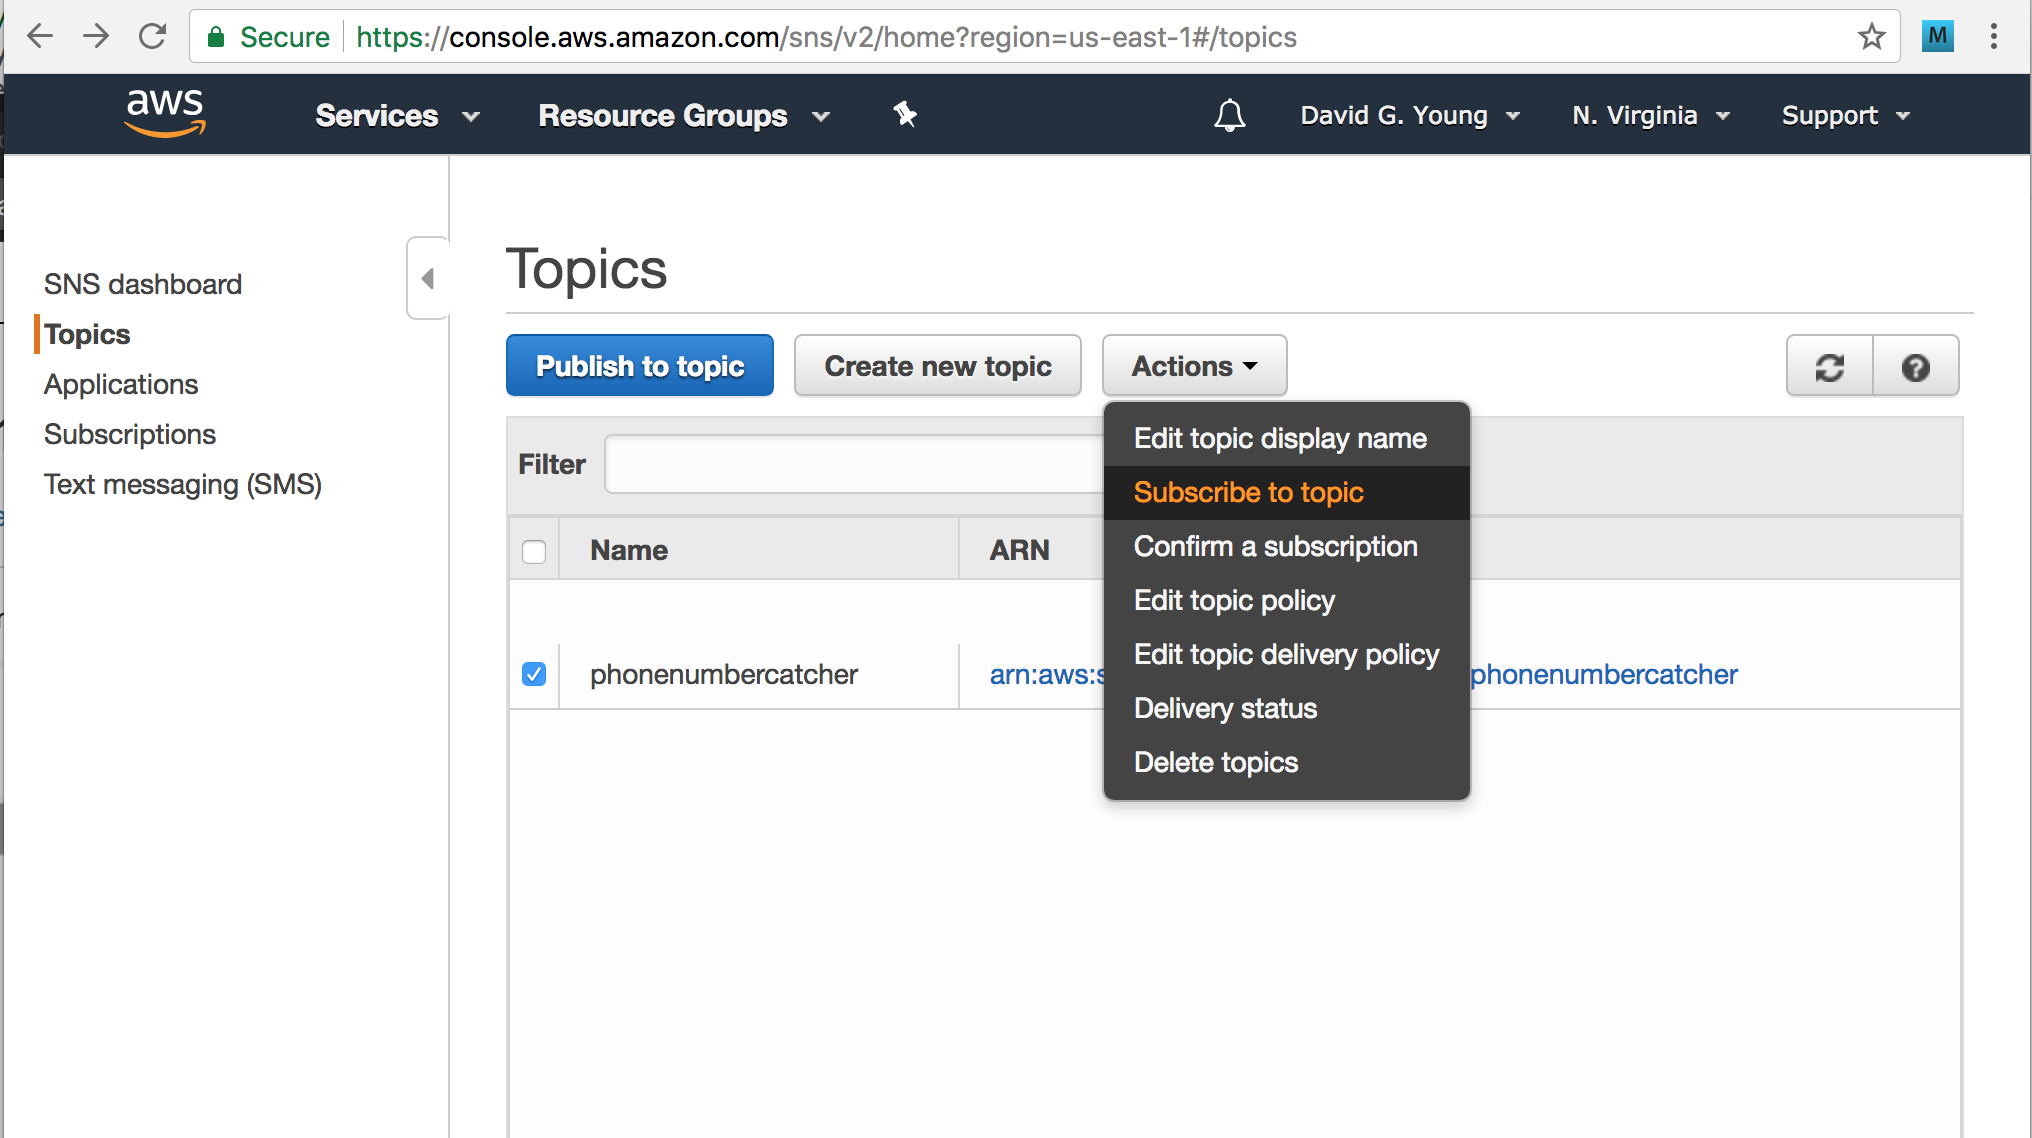 Secure https://console.aws.amazon.com/sns/v2/home?region=us-east-1#/topics M
aws Services Resource Groups David G. Young N. Virginia Support
Topics
SNS dashboard
Topics
Applications
Subscriptions
Text messaging (SMS)
Publish to topic Create new topic Actions
Edit topic display name
Subscribe to topic
Confirm a subscription
Edit topic policy
Edit topic delivery policy
Delivery status
Delete topics
Filter
Name ARN
phonenumbercatcher arn:aws:s phonenumbercatcher